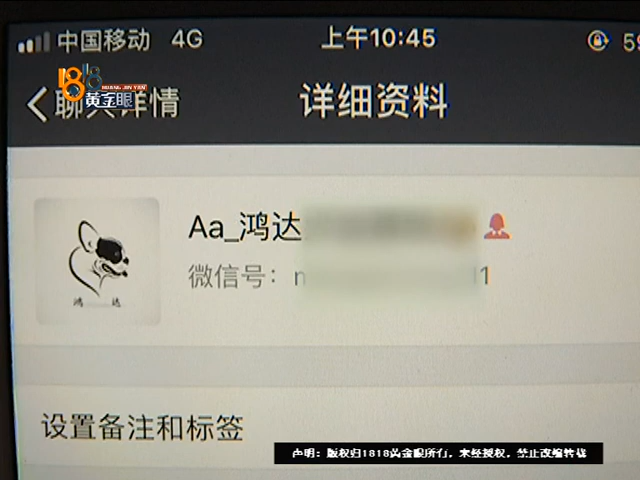 中国移动 4G 上午10:45 59
1818
HUANG JIN YAN
黄金眼
聊天详情
详细资料
Aa_鸿达
微信号:
1
鸿 达
设置备注和标签
声明：版权归1818黄金眼所有，未经授权，禁止改编转载